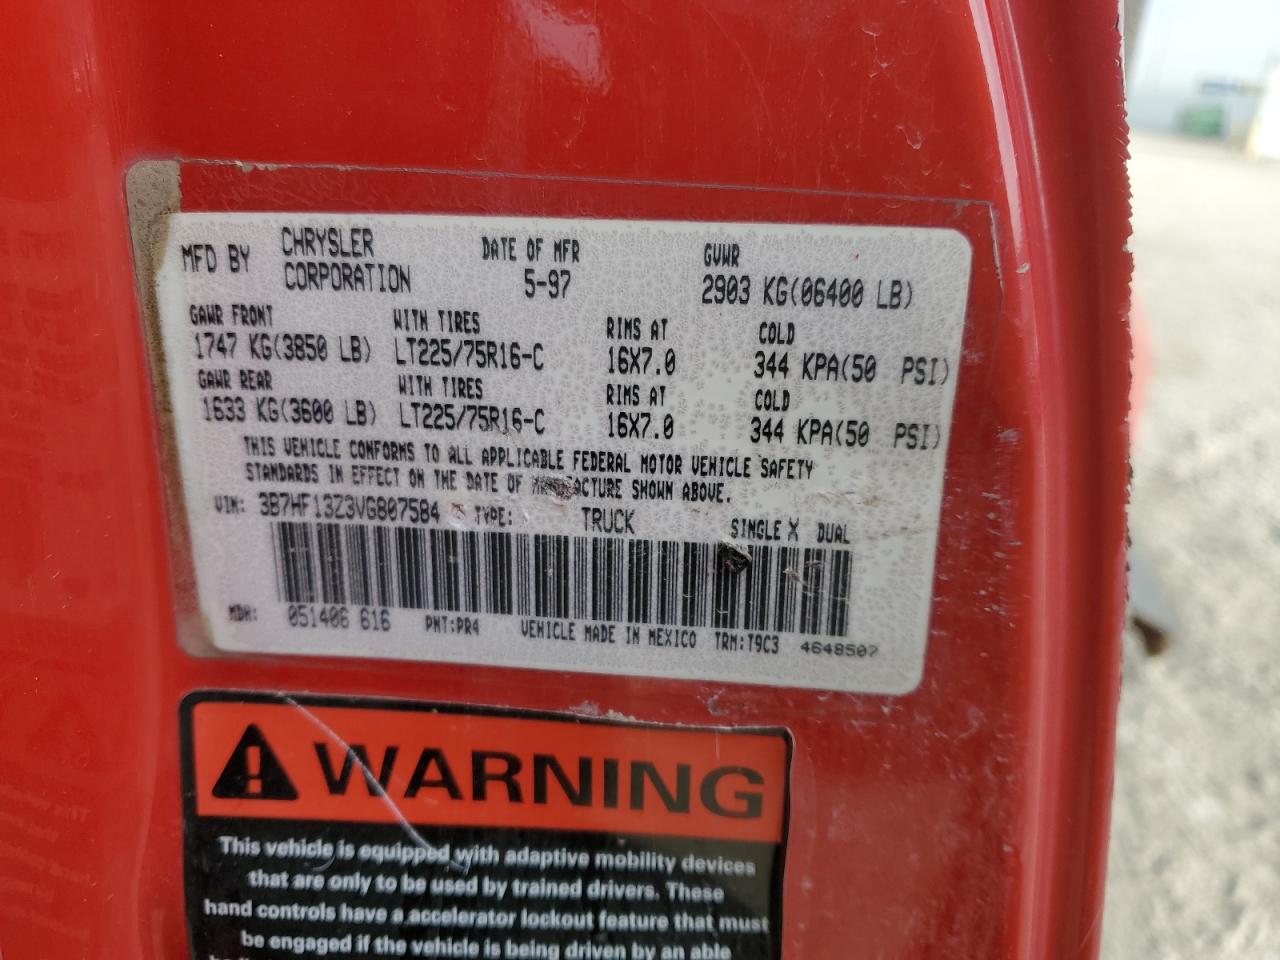 MFD BY CHRYSLER CORPORATION DATE OF MFR 5-97 GVWR 2903 KG(06400 LB)
GAWR FRONT WITH TIRES RIMS AT COLD
1747 KG(3850 LB) LT225/75R16-C 16X7.0 344 KPA(50 PSI)
GAWR REAR WITH TIRES RIMS AT COLD
1633 KG(3600 LB) LT225/75R16-C 16X7.0 344 KPA(50 PSI)
THIS VEHICLE CONFORMS TO ALL APPLICABLE FEDERAL MOTOR VEHICLE SAFETY
STANDARDS IN EFFECT ON THE DATE OF MANUFACTURE SHOWN ABOVE.
VIN: 3B7HF13Z3VG807584 TYPE: TRUCK SINGLE X DUAL
MDH: 051406 616 PNT:PR4 VEHICLE MADE IN MEXICO TRM:T9C3 4648507
WARNING
This vehicle is equipped with adaptive mobility devices
that are only to be used by trained drivers. These
hand controls have a accelerator lockout feature that must
be engaged if the vehicle is being driven by an able